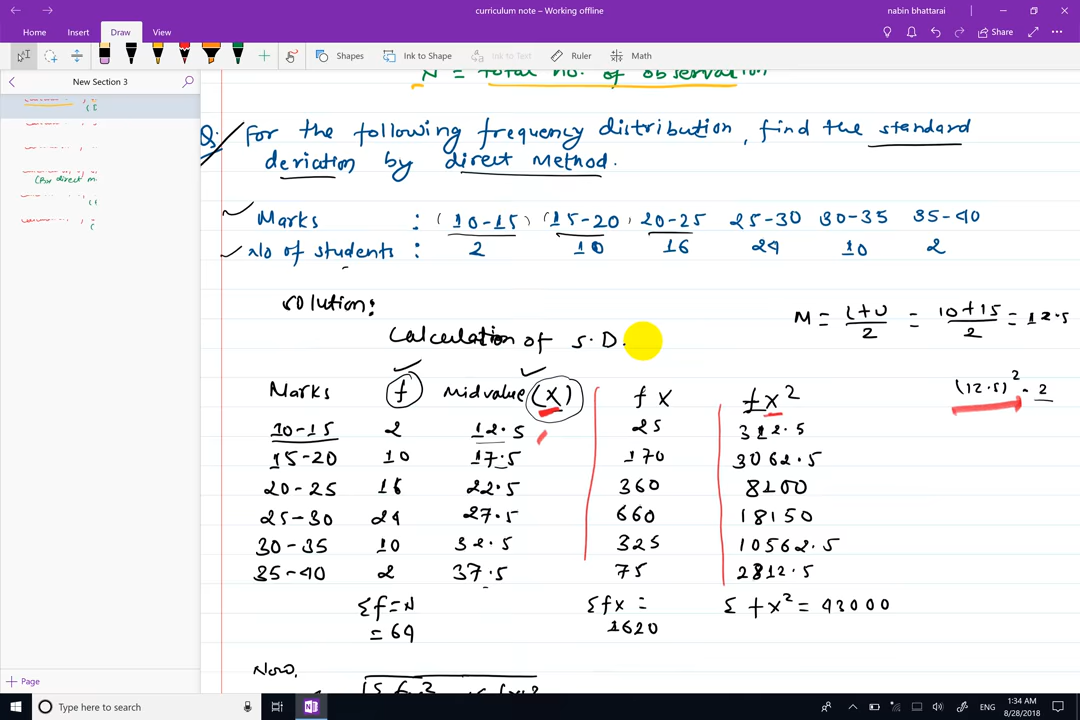 curriculum note – Working offline
nabin bhattarai
Home Insert Draw View
Share
Shapes Ink to Shape Ink to Text Ruler Math
New Section 3
(By direct m
N = total no. of observation
Q: For the following frequency distribution, find the standard
deviation by direct method.
Marks : (10-15) (15-20) 20-25 25-30 30-35 35-40
No of students : 2 10 16 24 10 2
solution:
M = L+U/2 = 10+15/2 = 12.5
Calculation of S.D.
Marks f Midvalue (X) f X fx²
(12.5)² × 2
10-15 2 12.5 25 312.5
15-20 10 17.5 170 3062.5
20-25 16 22.5 360 8100
25-30 24 27.5 660 18150
30-35 10 32.5 325 10562.5
35-40 2 37.5 75 2812.5
Σf=N Σfx = Σfx² = 43000
= 64 1620
Now,
Page
Type here to search
ENG
1:34 AM
8/28/2018